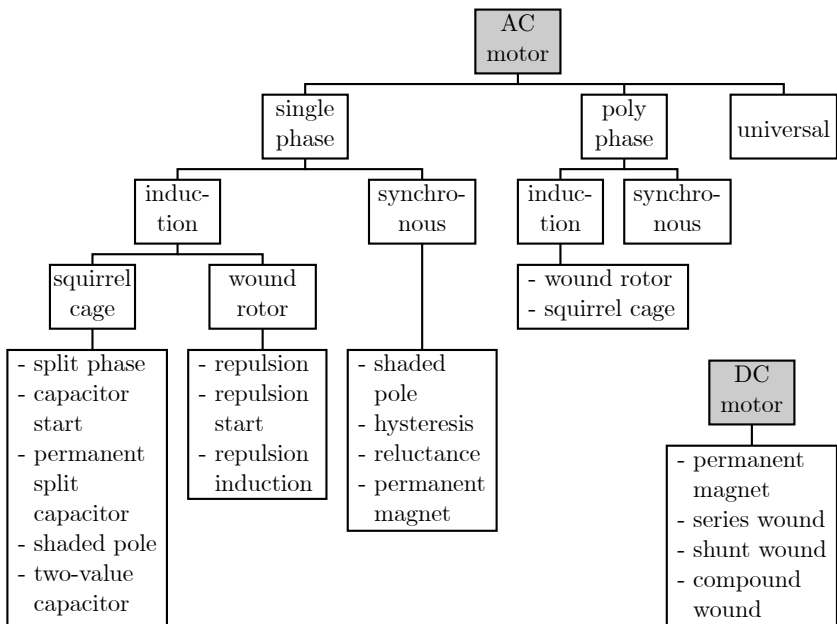 AC
motor
single
phase
poly
phase
universal
induc-
tion
synchro-
nous
induc-
tion
synchro-
nous
squirrel
cage
wound
rotor
- wound rotor
- squirrel cage
- split phase
- capacitor
start
- permanent
split
capacitor
- shaded pole
- two-value
capacitor
- repulsion
- repulsion
start
- repulsion
induction
- shaded
pole
- hysteresis
- reluctance
- permanent
magnet
DC
motor
- permanent
magnet
- series wound
- shunt wound
- compound
wound